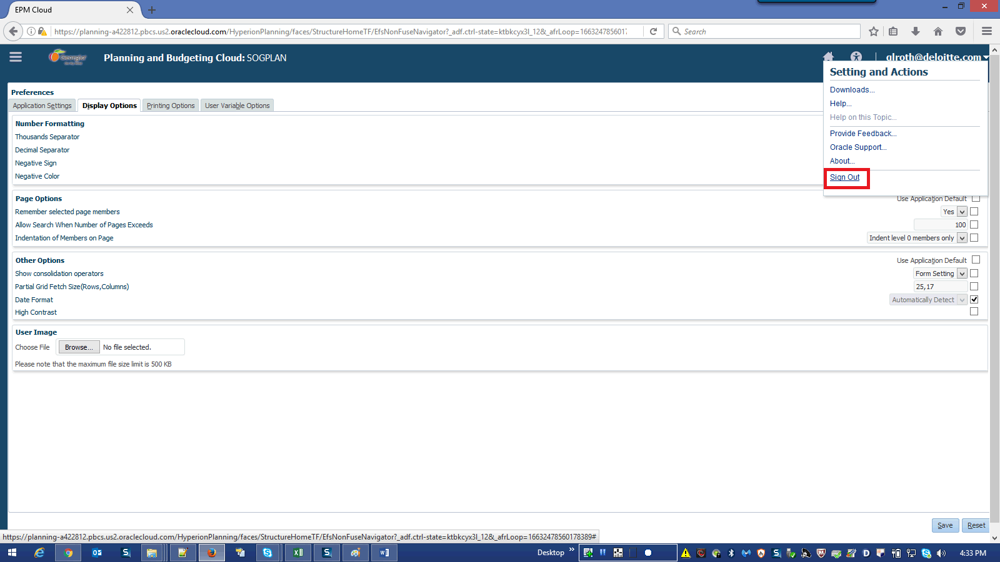 EPM Cloud
https://planning-a422812.pbcs.us2.oraclecloud.com/HyperionPlanning/faces/StructureHomeTF/EfsNonFuseNavigator?_adf.ctrl-state=ktbkcyx3l_12&_afrLoop=1663247856017
Search
Georgia
Planning and Budgeting Cloud: SOGPLAN
glroth@deloitte.com
Setting and Actions
Downloads...
Help...
Help on this Topic...
Provide Feedback...
Oracle Support...
About...
Sign Out
Preferences
Application Settings
Display Options
Printing Options
User Variable Options
Number Formatting
Thousands Separator
Decimal Separator
Negative Sign
Negative Color
Page Options
Use Application Default
Remember selected page members
Yes
Allow Search When Number of Pages Exceeds
100
Indentation of Members on Page
Indent level 0 members only
Other Options
Use Application Default
Show consolidation operators
Form Setting
Partial Grid Fetch Size(Rows,Columns)
25,17
Date Format
Automatically Detect
High Contrast
User Image
Choose File
Browse...
No file selected.
Please note that the maximum file size limit is 500 KB
Save
Reset
https://planning-a422812.pbcs.us2.oraclecloud.com/HyperionPlanning/faces/StructureHomeTF/EfsNonFuseNavigator?_adf.ctrl-state=ktbkcyx3l_12&_afrLoop=16632478560178389#
Desktop
4:33 PM